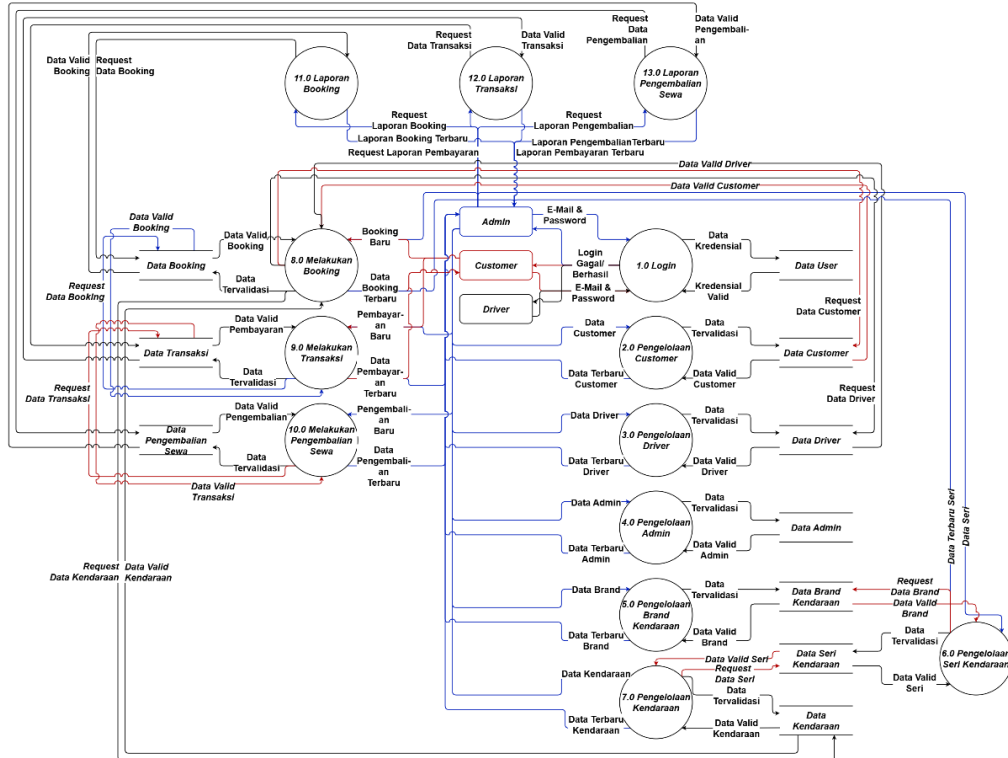 Request
Data Transaksi
Data Valid
Transaksi
Request
Data
Pengembalian
Data Valid
Pengembali-
an
Data Valid
Booking
Request
Data Booking
11.0 Laporan
Booking
12.0 Laporan
Transaksi
13.0 Laporan
Pengembalian
Sewa
Request
Laporan Booking
Laporan Booking Terbaru
Request Laporan Pembayaran
Request
Laporan Pengembalian
Laporan PengembalianTerbaru
Laporan Pembayaran Terbaru
Data Valid Driver
Data Valid Customer
Data Valid
Booking
Data Valid
Booking
Data Booking
Data
Tervalidasi
Request
Data Booking
8.0 Melakukan
Booking
Booking
Baru
Data
Booking
Terbaru
Admin
Customer
Driver
E-Mail &
Password
Login
Gagal/
Berhasil
E-Mail &
Password
1.0 Login
Data
Kredensial
Kredensial
Valid
Data User
Request
Data Customer
Data Valid
Pembayaran
Data Transaksi
Data
Tervalidasi
Request
Data Transaksi
9.0 Melakukan
Transaksi
Pembayar-
an
Baru
Data
Pembayar-
an
Terbaru
Data
Customer
Data Terbaru
Customer
2.0 Pengelolaan
Customer
Data
Tervalidasi
Data Valid
Customer
Data Customer
Request
Data Driver
Data Valid
Pengembalian
Data
Pengembalian
Sewa
Data
Tervalidasi
Data Valid
Transaksi
10.0 Melakukan
Pengembalian
Sewa
Pengembali-
an
Baru
Data
Pengembali-
an
Terbaru
Data Driver
Data Terbaru
Driver
3.0 Pengelolaan
Driver
Data
Tervalidasi
Data Valid
Driver
Data Driver
Data Admin
Data Terbaru
Admin
4.0 Pengelolaan
Admin
Data
Tervalidasi
Data Valid
Admin
Data Admin
Data Terbaru Seri
Data Seri
Request
Data Kendaraan
Data Valid
Kendaraan
Data Brand
Data Terbaru
Brand
5.0 Pengelolaan
Brand
Kendaraan
Data
Tervalidasi
Data Valid
Brand
Data Brand
Kendaraan
Request
Data Brand
Data Valid
Brand
Data
Tervalidasi
Data Valid
Seri
6.0 Pengelolaan
Seri Kendaraan
Data Seri
Kendaraan
Data Valid Seri
Request
Data Seri
Data
Tervalidasi
Data Kendaraan
Data Terbaru
Kendaraan
7.0 Pengelolaan
Kendaraan
Data Valid
Kendaraan
Data
Kendaraan